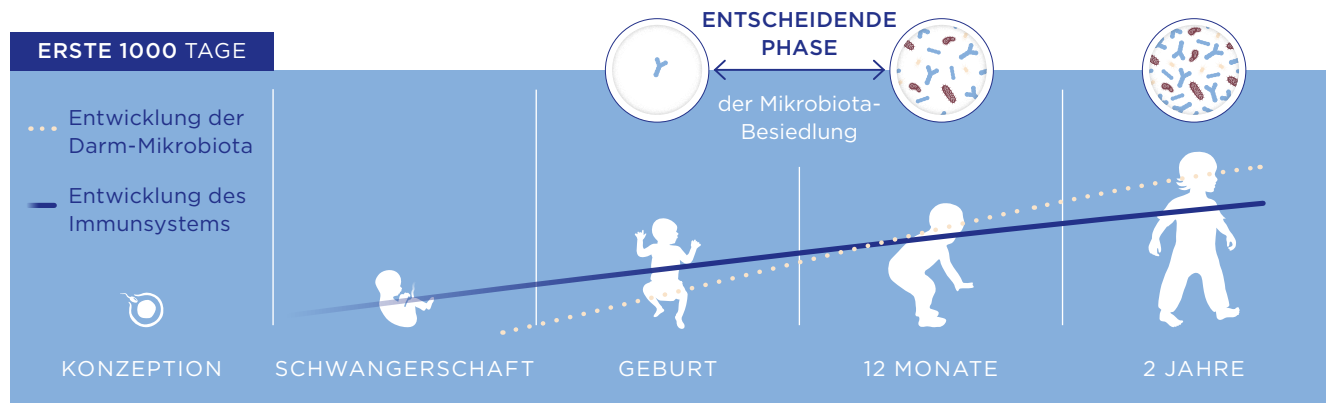 ERSTE 1000 TAGE
ENTSCHEIDENDE
PHASE
der Mikrobiota-
Besiedlung
Entwicklung der
Darm-Mikrobiota
Entwicklung des
Immunsystems
KONZEPTION
SCHWANGERSCHAFT
GEBURT
12 MONATE
2 JAHRE